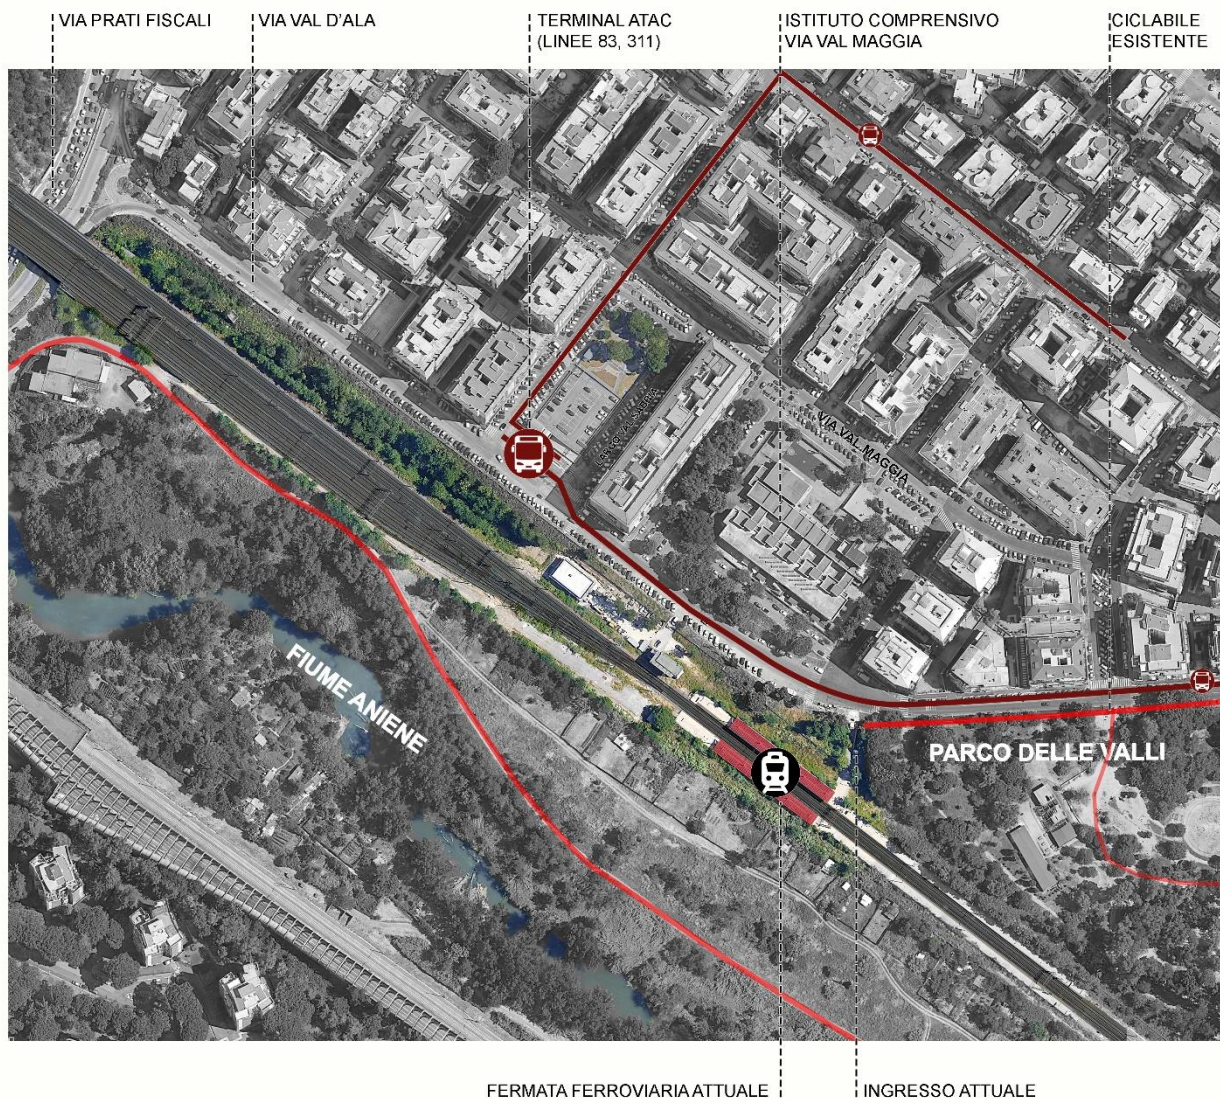 VIA PRATI FISCALI
VIA VAL D'ALA
TERMINAL ATAC
(LINEE 83, 311)
ISTITUTO COMPRENSIVO
VIA VAL MAGGIA
CICLABILE
ESISTENTE
VIA VAL MAGGIA
FIUME ANIENE
PARCO DELLE VALLI
FERMATA FERROVIARIA ATTUALE
INGRESSO ATTUALE